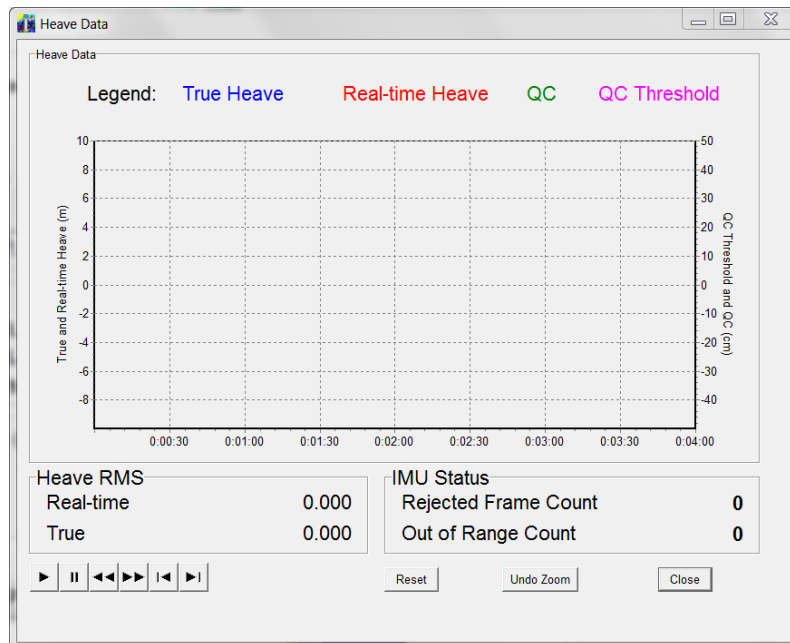 Heave Data
Heave Data
Legend: True Heave Real-time Heave QC QC Threshold
True and Real-time Heave (m)
10
8
6
4
2
0
-2
-4
-6
-8
50
40
30
20
10
0
-10
-20
-30
-40
QC Threshold and QC (cm)
0:00:30 0:01:00 0:01:30 0:02:00 0:02:30 0:03:00 0:03:30 0:04:00
Heave RMS
Real-time 0.000
True 0.000
IMU Status
Rejected Frame Count 0
Out of Range Count 0
Reset Undo Zoom Close